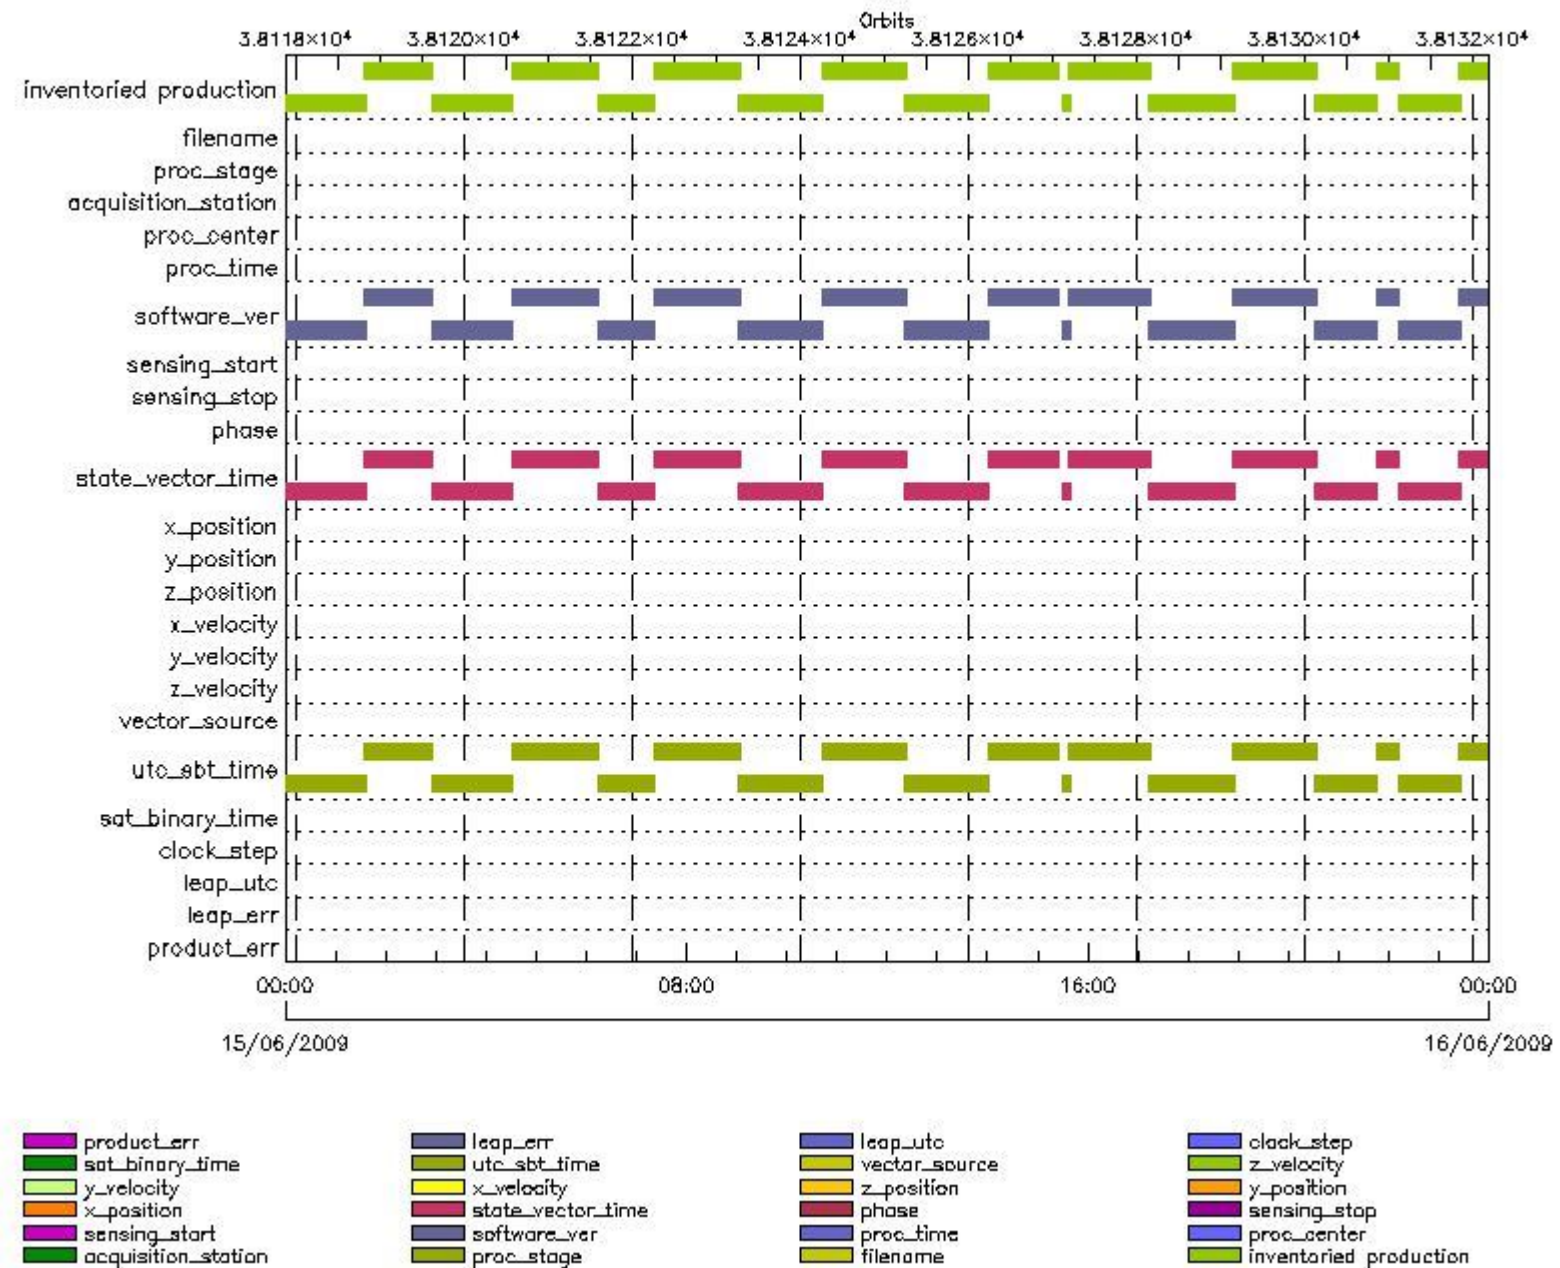 Orbits
3.8118×10⁴ 3.8120×10⁴ 3.8122×10⁴ 3.8124×10⁴ 3.8126×10⁴ 3.8128×10⁴ 3.8130×10⁴ 3.8132×10⁴
inventoried production
filename
proc_stage
acquisition_station
proc_center
proc_time
software_ver
sensing_start
sensing_stop
phase
state_vector_time
x_position
y_position
z_position
x_velocity
y_velocity
z_velocity
vector_source
utc_sbt_time
sat_binary_time
clock_step
leap_utc
leap_err
product_err
00:00 08:00 16:00 00:00
15/06/2009 16/06/2009
product_err leap_err leap_utc clock_step
sat_binary_time utc_sbt_time vector_source z_velocity
y_velocity x_velocity z_position y_position
x_position state_vector_time phase sensing_stop
sensing_start software_ver proc_time proc_center
acquisition_station proc_stage filename inventoried production